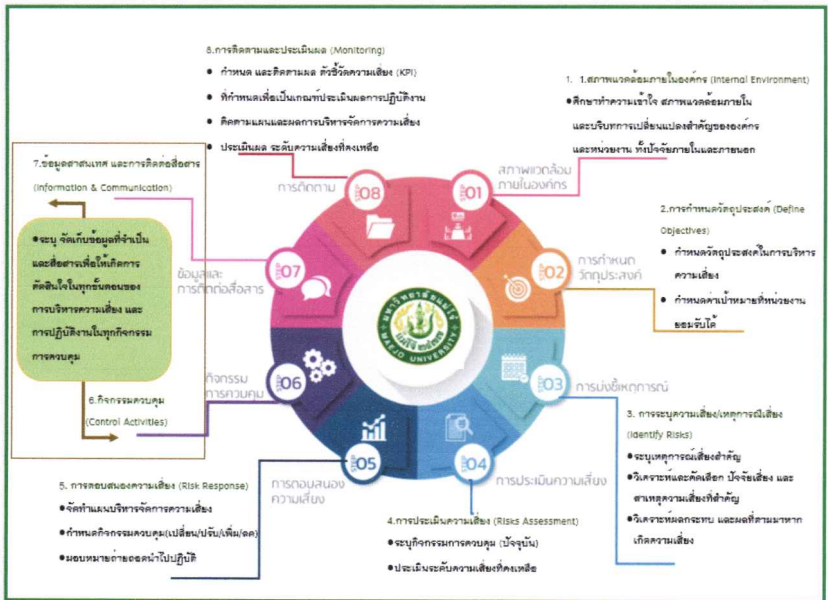 8.การติดตามและประเมินผล (Monitoring)
● กำหนด และติดตามผล ตัวชี้วัดความเสี่ยง (KPI)
● ที่กำหนดเพื่อเป็นเกณฑ์ประเมินผลการปฏิบัติงาน
● ติดตามแผนและผลการบริหารจัดการความเสี่ยง
● ประเมินผล ระดับความเสี่ยงที่คงเหลือ
1. 1.สภาพแวดล้อมภายในองค์กร (Internal Environment)
●ศึกษาทำความเข้าใจ สภาพแวดล้อมภายใน
และบริบทการเปลี่ยนแปลงสำคัญขององค์กร
และหน่วยงาน ทั้งปัจจัยภายในและภายนอก
7.ข้อมูลสาสนเทศ และการติดต่อสื่อสาร
(Information & Communication)
●ระบุ จัดเก็บข้อมูลที่จำเป็น
และสื่อสารเพื่อให้เกิดการ
ตัดสินใจในทุกขั้นตอนของ
การบริหารความเสี่ยง และ
การปฏิบัติงานในทุกกิจกรรม
การควบคุม
6.กิจกรรมควบคุม
(Control Activities)
2.การกำหนดวัตถุประสงค์ (Define
Objectives)
● กำหนดวัตถุประสงค์ในการบริหาร
ความเสี่ยง
● กำหนดค่าเป้าหมายที่หน่วยงาน
ยอมรับได้
STEP 01
สภาพแวดล้อม
ภายในองค์กร
STEP 02
การกำหนด
วัตถุประสงค์
STEP 03
การบ่งชี้เหตุการณ์
STEP 04
การประเมินความเสี่ยง
STEP 05
การตอบสนอง
ความเสี่ยง
STEP 06
กิจกรรม
การควบคุม
STEP 07
ข้อมูลและ
การติดต่อสื่อสาร
STEP 08
การติดตาม
มหาวิทยาลัยแม่โจ้
MAEJO UNIVERSITY
3. การระบุความเสี่ยง/เหตุการณ์เสี่ยง
(Identify Risks)
●ระบุเหตุการณ์เสี่ยงสำคัญ
●วิเคราะห์และคัดเลือก ปัจจัยเสี่ยง และ
สาเหตุความเสี่ยงที่สำคัญ
●วิเคราะห์ผลกระทบ และผลที่ตามมาหาก
เกิดความเสี่ยง
4.การประเมินความเสี่ยง (Risks Assessment)
●ระบุกิจกรรมการควบคุม (ปัจจุบัน)
●ประเมินระดับความเสี่ยงที่คงเหลือ
5. การตอบสนองความเสี่ยง (Risk Response)
●จัดทำแผนบริหารจัดการความเสี่ยง
●กำหนดกิจกรรมควบคุม(เปลี่ยน/ปรับ/เพิ่ม/ลด)
●มอบหมายถ่ายทอดนำไปปฏิบัติ